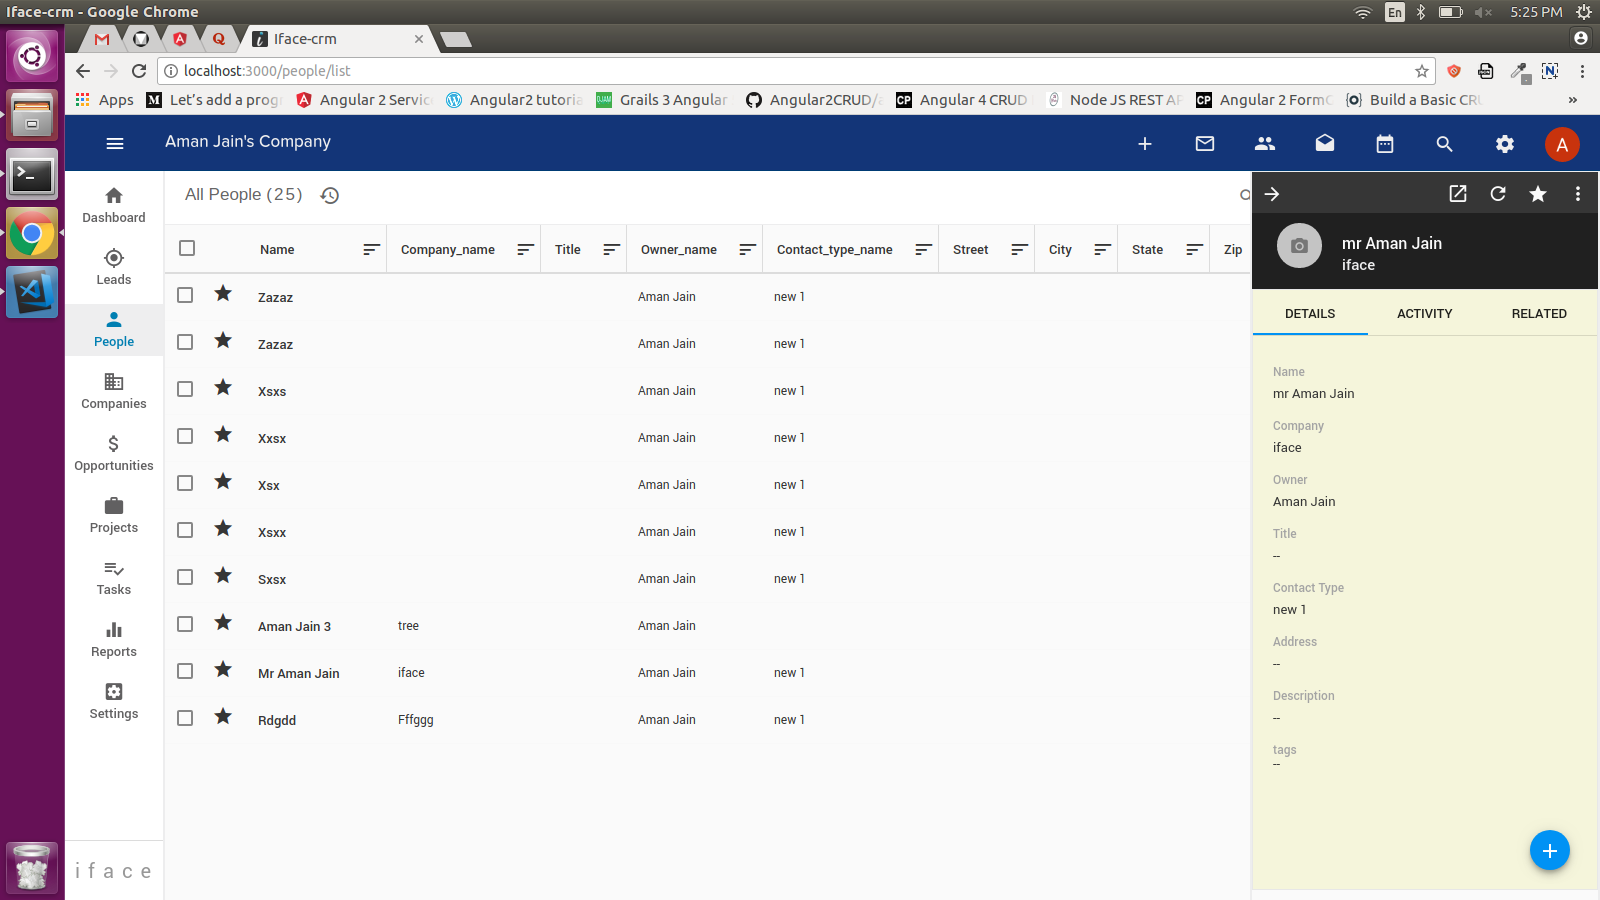 Iface-crm - Google Chrome
En
5:25 PM
Iface-crm
localhost:3000/people/list
Apps
Let's add a progr
Angular 2 Servic
Angular2 tutoria
Grails 3 Angular
Angular2CRUD/a
CP Angular 4 CRUD
Node JS REST AP
CP Angular 2 FormG
Build a Basic CRU
»
Aman Jain's Company
A
Dashboard
Leads
People
Companies
Opportunities
Projects
Tasks
Reports
Settings
iface
All People (25)
Name Company_name Title Owner_name Contact_type_name Street City State Zip
Zazaz Aman Jain new 1
Zazaz Aman Jain new 1
Xsxs Aman Jain new 1
Xxsx Aman Jain new 1
Xsx Aman Jain new 1
Xsxx Aman Jain new 1
Sxsx Aman Jain new 1
Aman Jain 3 tree Aman Jain
Mr Aman Jain iface Aman Jain new 1
Rdgdd Fffggg Aman Jain new 1
mr Aman Jain
iface
DETAILS ACTIVITY RELATED
Name
mr Aman Jain
Company
iface
Owner
Aman Jain
Title
--
Contact Type
new 1
Address
--
Description
--
tags
--